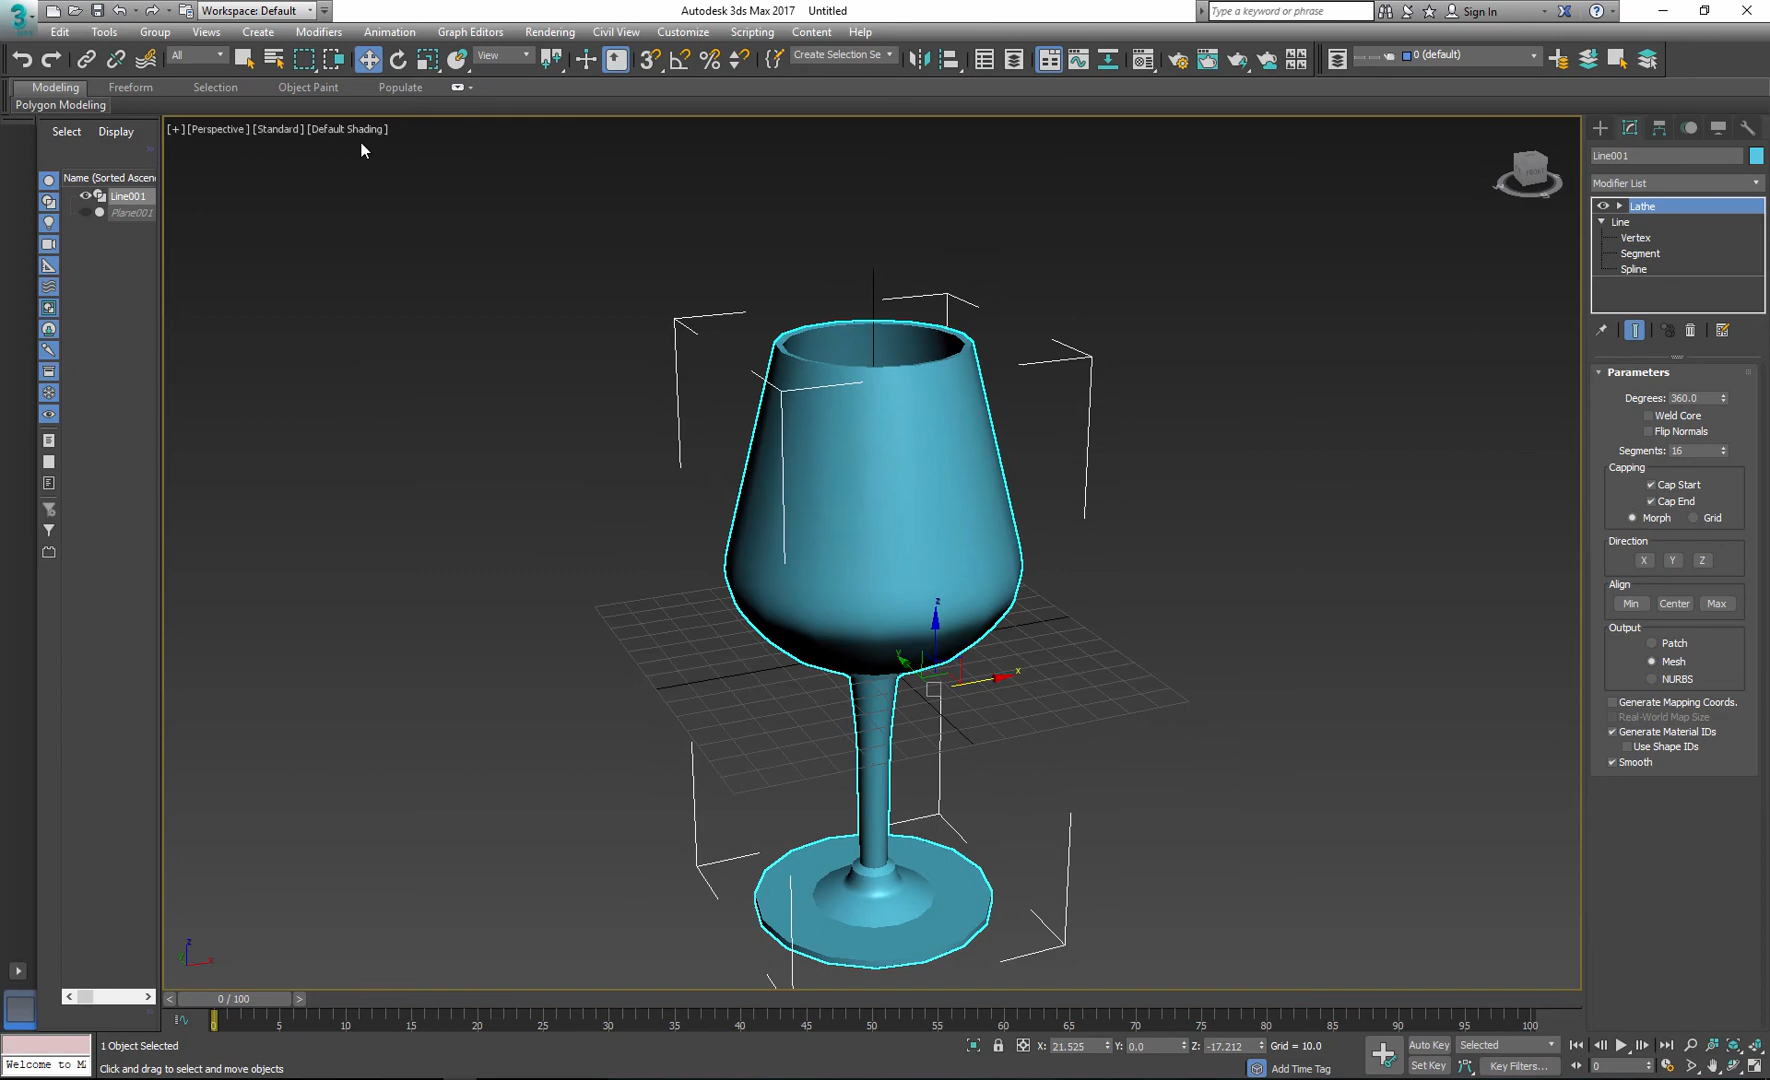 Workspace: Default
Autodesk 3ds Max 2017 Untitled
Type a keyword or phrase
Sign In
Edit Tools Group Views Create Modifiers Animation Graph Editors Rendering Civil View Customize Scripting Content Help
All
View
Create Selection Se
0 (default)
Modeling Freeform Selection Object Paint Populate
Polygon Modeling
Select Display
Name (Sorted Ascen
Line001
Plane001
[+] [Perspective] [Standard] [Default Shading]
FRONT
z
y
x
z
x
Line001
Modifier List
Lathe
Line
Vertex
Segment
Spline
Parameters
Degrees: 360.0
Weld Core
Flip Normals
Segments: 16
Capping
Cap Start
Cap End
Morph Grid
Direction
X Y Z
Align
Min Center Max
Output
Patch
Mesh
NURBS
Generate Mapping Coords.
Real-World Map Size
Generate Material IDs
Use Shape IDs
Smooth
< 0 / 100 >
0 5 10 15 20 25 30 35 40 45 50 55 60 65 70 75 80 85 90 95 100
Welcome to M
1 Object Selected
Click and drag to select and move objects
X: 21.525 Y: 0.0 Z: -17.212 Grid = 10.0
Add Time Tag
Auto Key Selected
Set Key Key Filters...
0